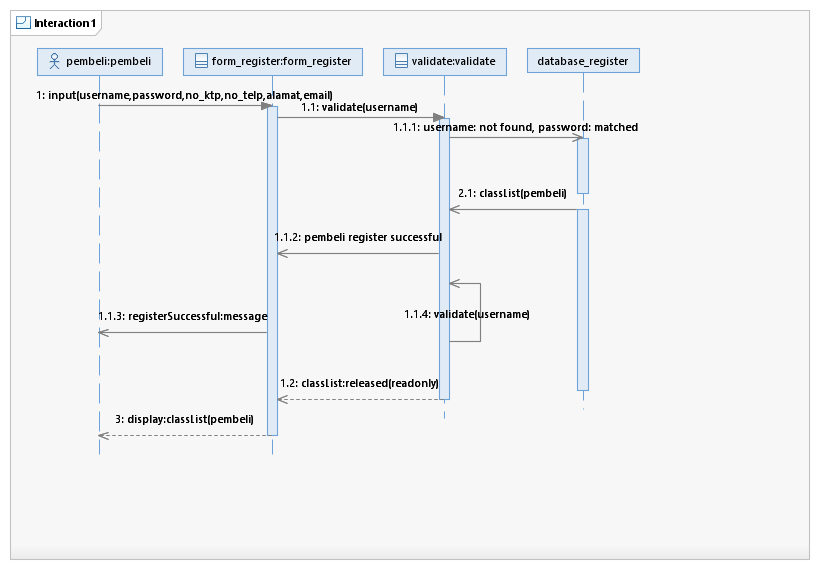 Interaction1
pembeli:pembeli
form_register:form_register
validate:validate
database_register
1: input(username,password,no_ktp,no_telp,alamat,email)
1.1: validate(username)
1.1.1: username: not found, password: matched
2.1: classList(pembeli)
1.1.2: pembeli register successful
1.1.4: validate(username)
1.1.3: registerSuccessful:message
1.2: classList:released(readonly)
3: display:classList(pembeli)